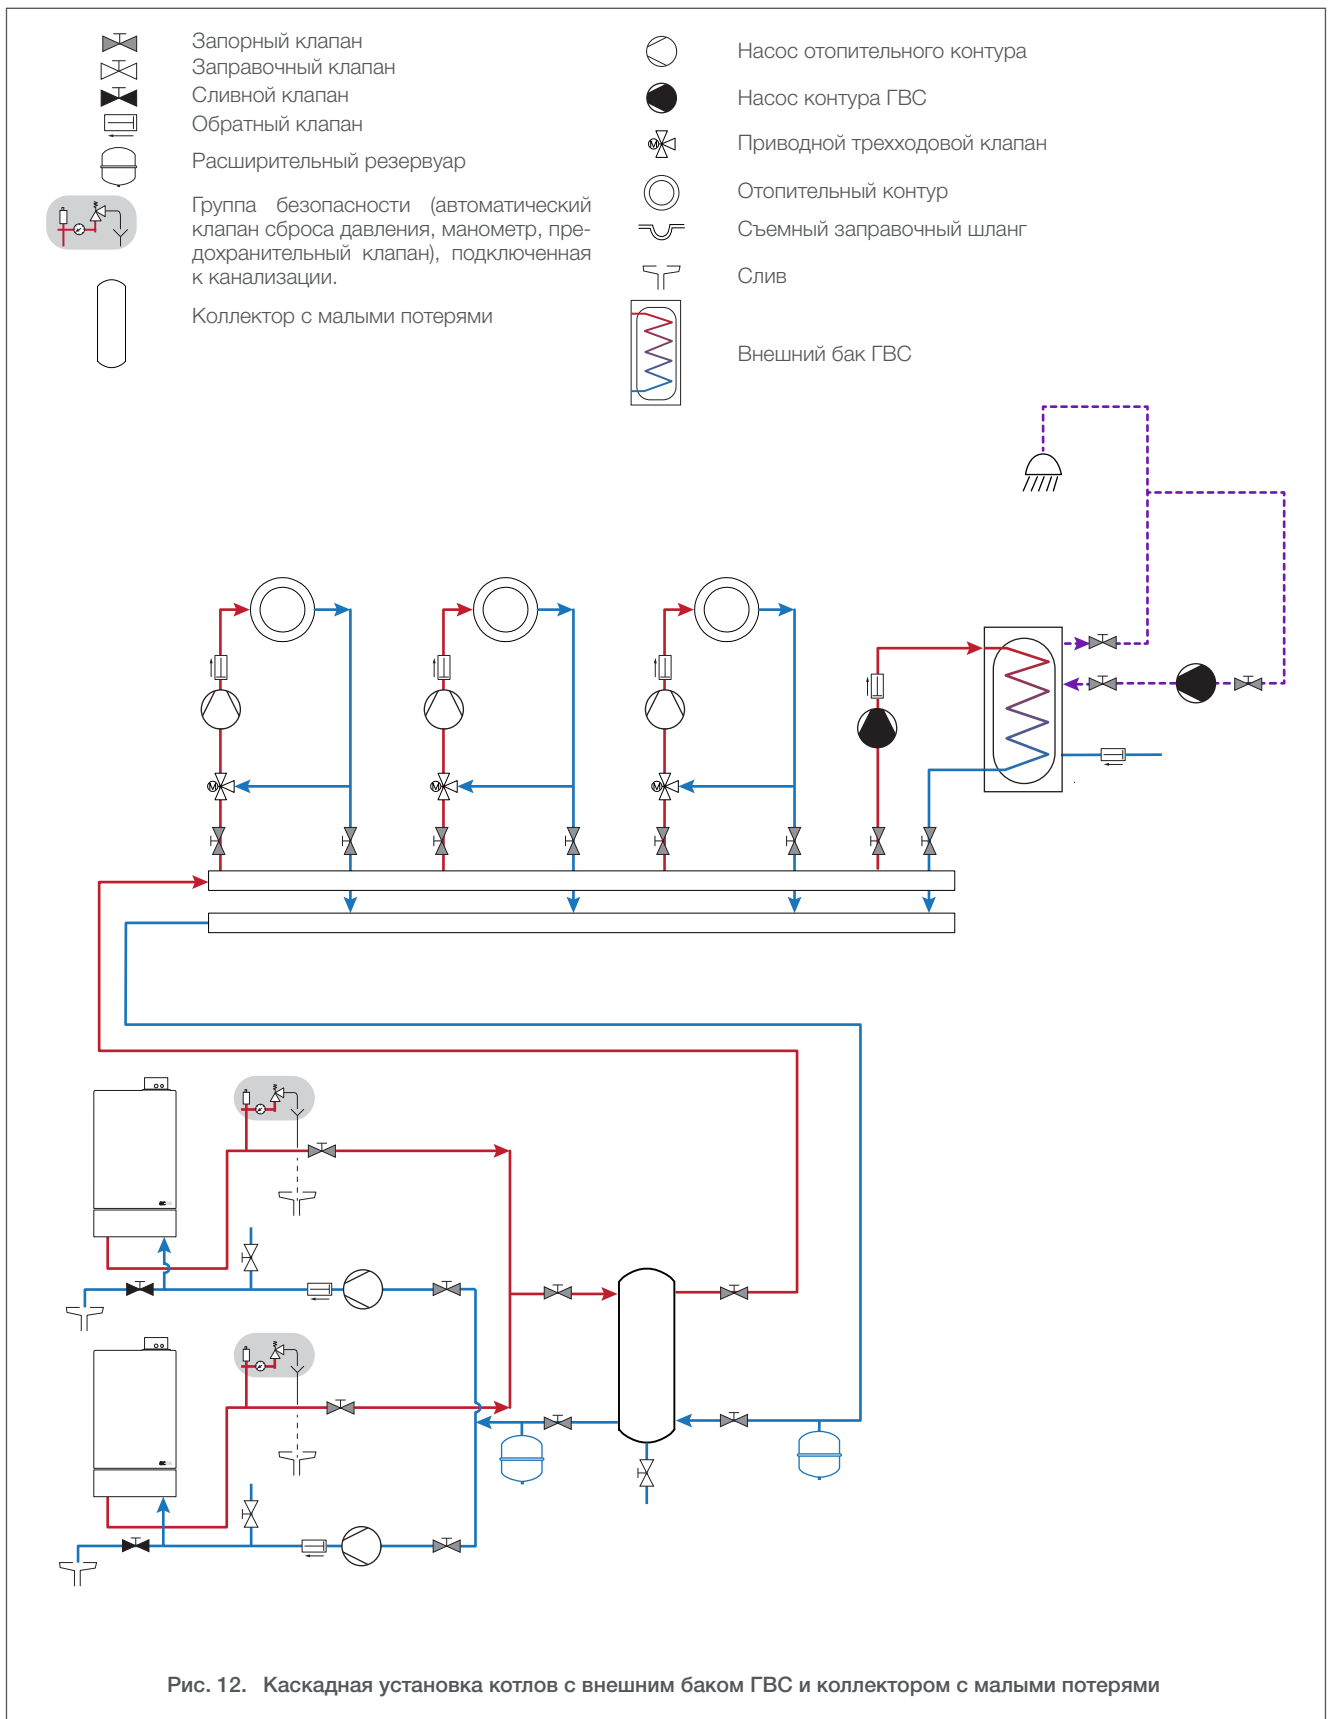 Запорный клапан
Заправочный клапан
Сливной клапан
Обратный клапан
Расширительный резервуар
Группа безопасности (автоматический
клапан сброса давления, манометр, пре-
дохранительный клапан), подключенная
к канализации.
Коллектор с малыми потерями
Насос отопительного контура
Насос контура ГВС
М
Приводной трехходовой клапан
Отопительный контур
Съемный заправочный шланг
Слив
Внешний бак ГВС
М
М
М
Рис. 12. Каскадная установка котлов с внешним баком ГВС и коллектором с малыми потерями